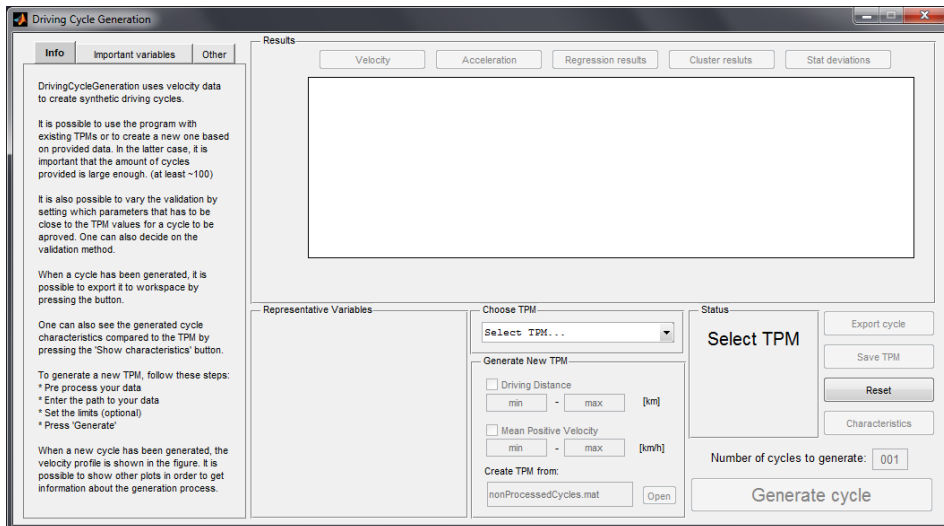 Driving Cycle Generation
Info
Important variables
Other
DrivingCycleGeneration uses velocity data
to create synthetic driving cycles.
It is possible to use the program with
existing TPMs or to create a new one based
on provided data. In the latter case, it is
important that the amount of cycles
provided is large enough. (at least ~100)
It is also possible to vary the validation by
setting which parameters that has to be
close to the TPM values for a cycle to be
aproved. One can also decide on the
validation method.
When a cycle has been generated, it is
possible to export it to workspace by
pressing the button.
One can also see the generated cycle
characteristics compared to the TPM by
pressing the 'Show characteristics' button.
To generate a new TPM, follow these steps:
* Pre process your data
* Enter the path to your data
* Set the limits (optional)
* Press 'Generate'
When a new cycle has been generated, the
velocity profile is shown in the figure. It is
possible to show other plots in order to get
information about the generation process.
Results
Velocity
Acceleration
Regression results
Cluster resluts
Stat deviations
Representative Variables
Choose TPM
Select TPM...
Generate New TPM
Driving Distance
min - max [km]
Mean Positive Velocity
min - max [km/h]
Create TPM from:
nonProcessedCycles.mat
Open
Status
Select TPM
Export cycle
Save TPM
Reset
Characteristics
Number of cycles to generate: 001
Generate cycle